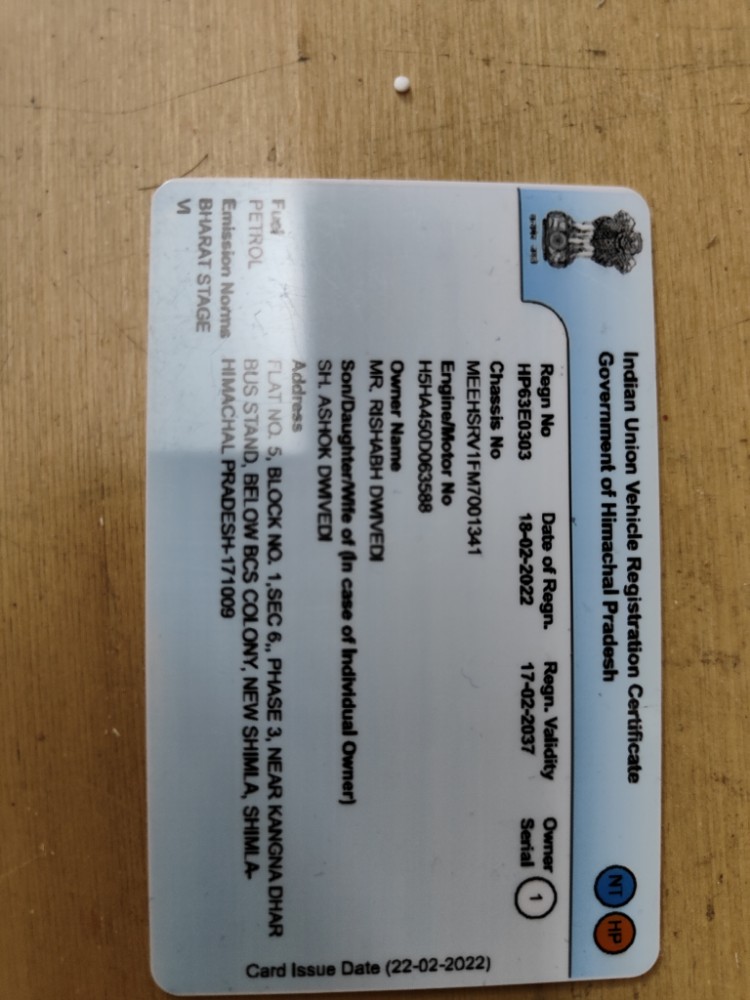 Indian Union Vehicle Registration Certificate
Government of Himachal Pradesh
NT HP
Regn No Date of Regn. Regn. Validity Owner Serial 1
HP63E0303 18-02-2022 17-02-2037
Chassis No
MEEHSRV1FM7001341
Engine/Motor No
H5HA450D063588
Owner Name
MR. RISHABH DWIVEDI
Son/Daughter/Wife of (In case of Individual Owner)
SH. ASHOK DWIVEDI
Fuel
PETROL
Emission Norms
BHARAT STAGE
VI
Address
FLAT NO. 5, BLOCK NO. 1,SEC 6,, PHASE 3, NEAR KANGNA DHAR
BUS STAND, BELOW BCS COLONY, NEW SHIMLA, SHIMLA-
HIMACHAL PRADESH-171009
Card Issue Date (22-02-2022)